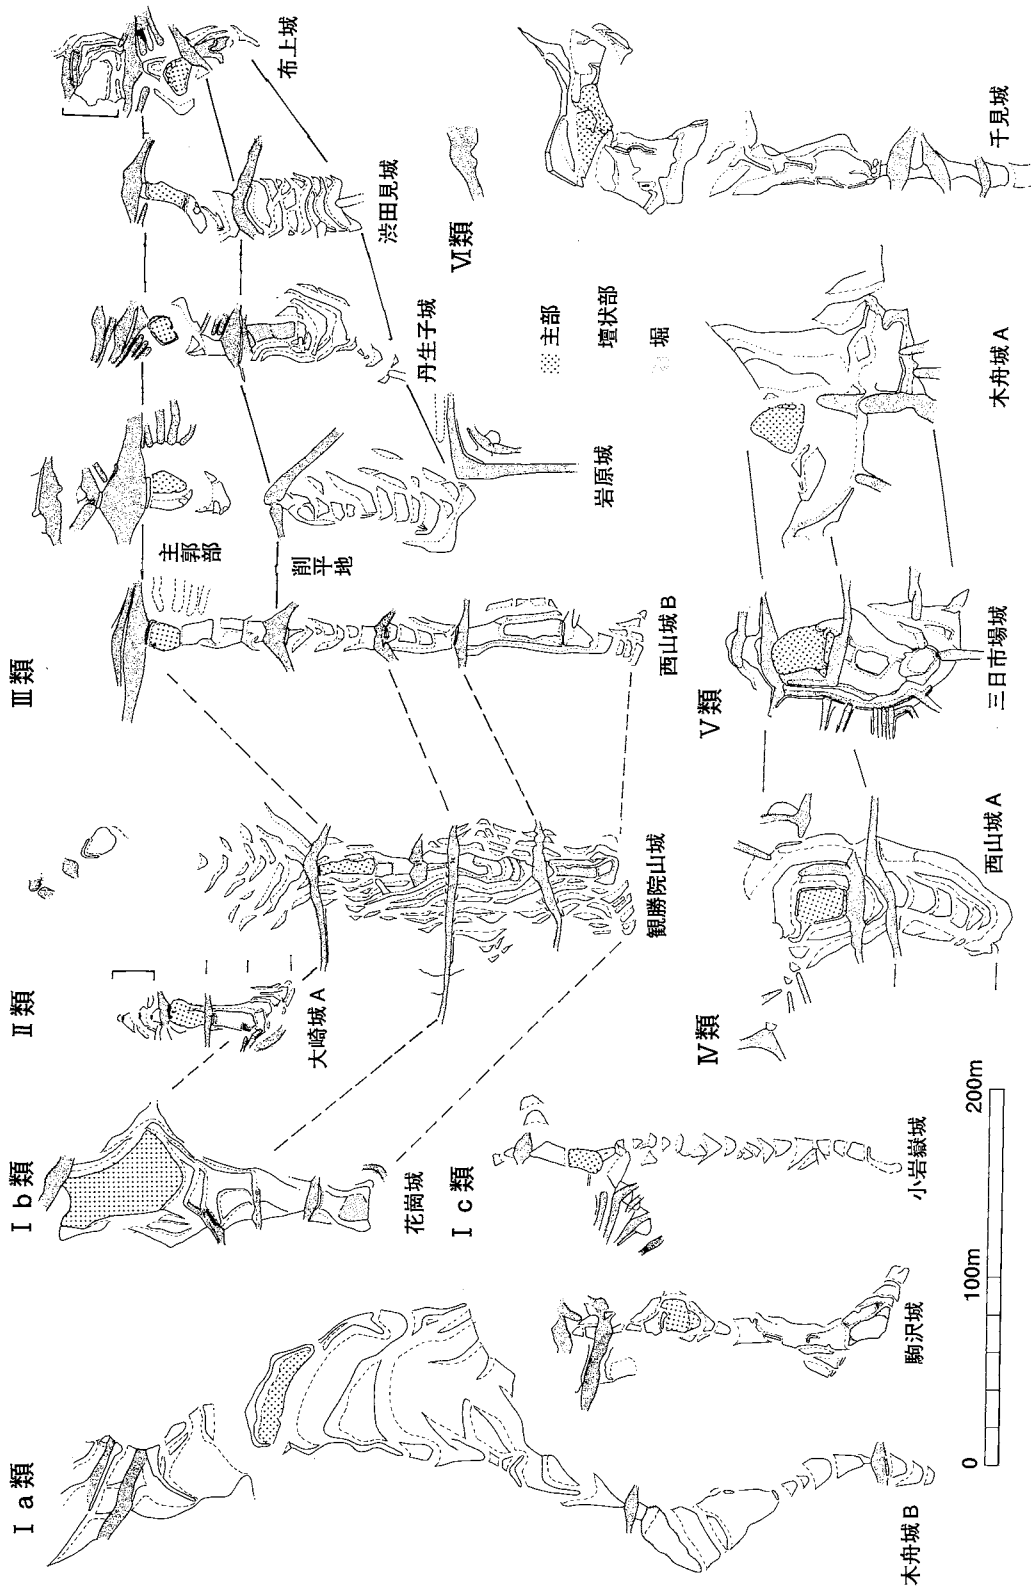 Ⅰa類
木舟城B
駒沢城
Ⅰb類
花崗城
Ⅰc類
小岩嶽城
0 100m 200m
Ⅱ類
大崎城A
観勝院山城
Ⅲ類
西山城B
主郭部
削平地
岩原城
丹生子城
渋田見城
布上城
Ⅳ類
西山城A
Ⅴ類
三日市場城
木舟城A
Ⅵ類
千見城
主部
壇状部
堀